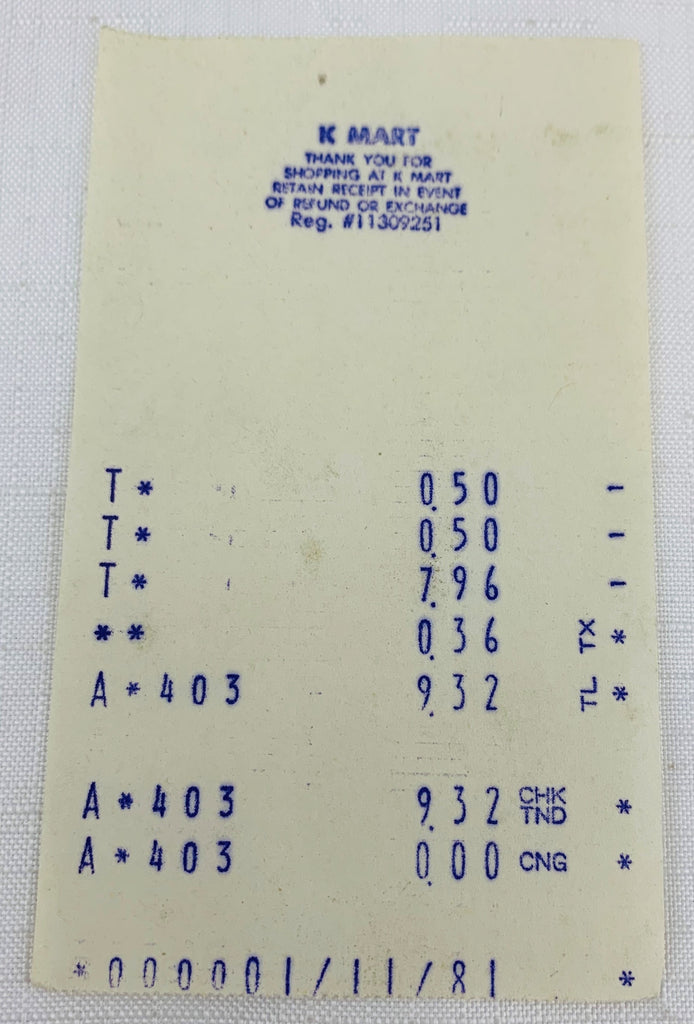 K MART
THANK YOU FOR
SHOPPING AT K MART
RETAIN RECEIPT IN EVENT
OF REFUND OR EXCHANGE
Reg. #11309251
T * 0.50 -
T * 0.50 -
T * 7.96 -
* * 0.36 TX *
A * 403 9.32 TL *
A * 403 9.32 CHK TND *
A * 403 0.00 CNG *
* 000001/11/81 *